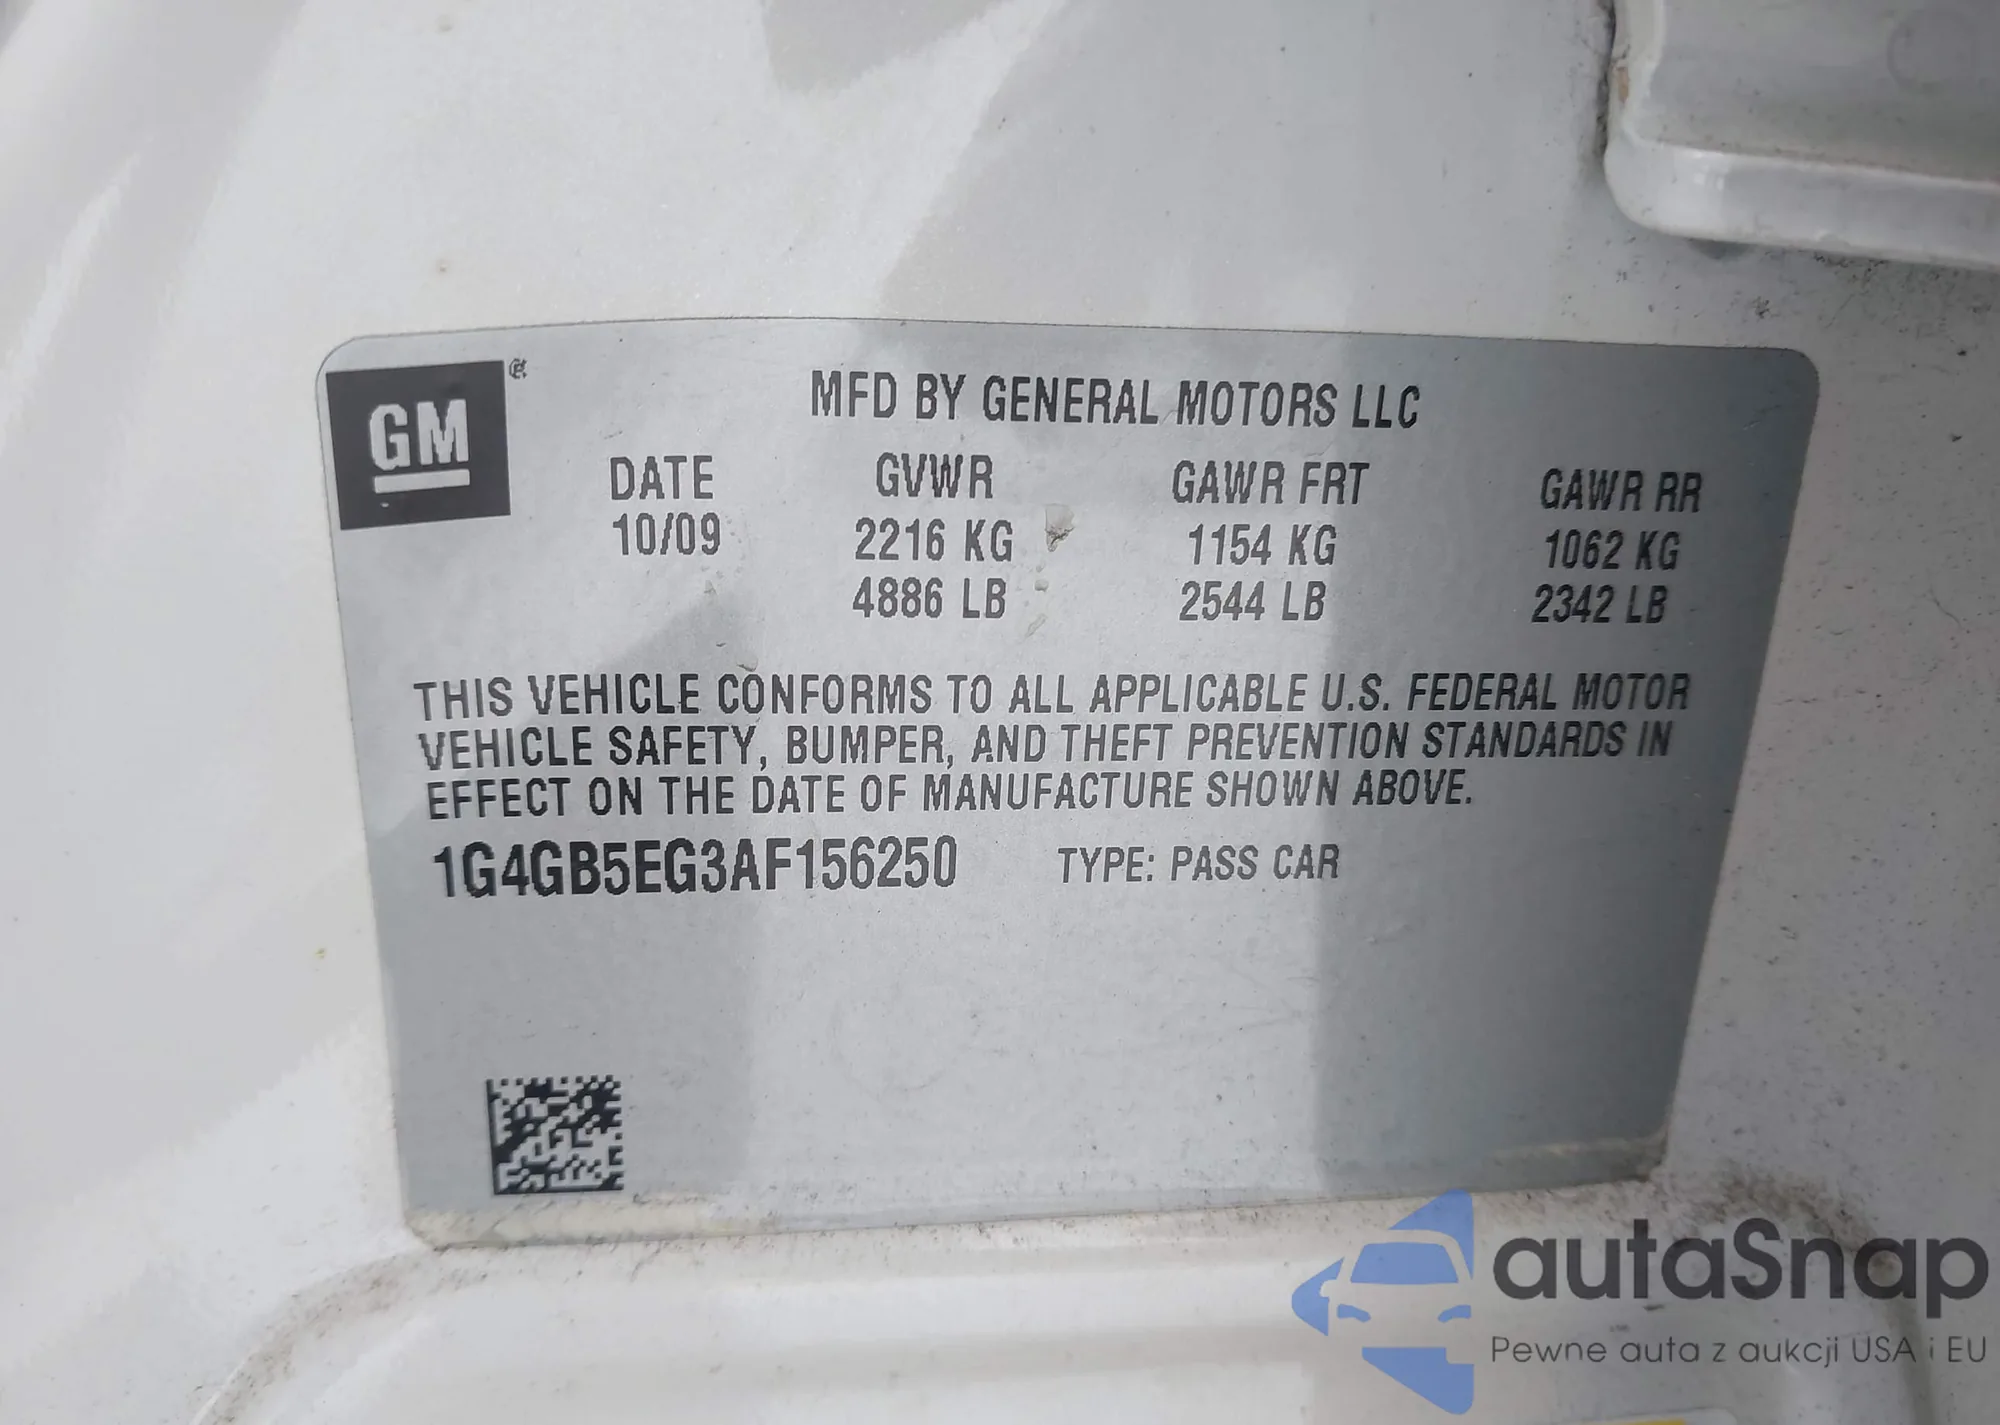 GM
MFD BY GENERAL MOTORS LLC
DATE GVWR GAWR FRT GAWR RR
10/09 2216 KG 1154 KG 1062 KG
4886 LB 2544 LB 2342 LB
THIS VEHICLE CONFORMS TO ALL APPLICABLE U.S. FEDERAL MOTOR
VEHICLE SAFETY, BUMPER, AND THEFT PREVENTION STANDARDS IN
EFFECT ON THE DATE OF MANUFACTURE SHOWN ABOVE.
1G4GB5EG3AF156250 TYPE: PASS CAR
autaSnap
Pewne auta z aukcji USA i EU